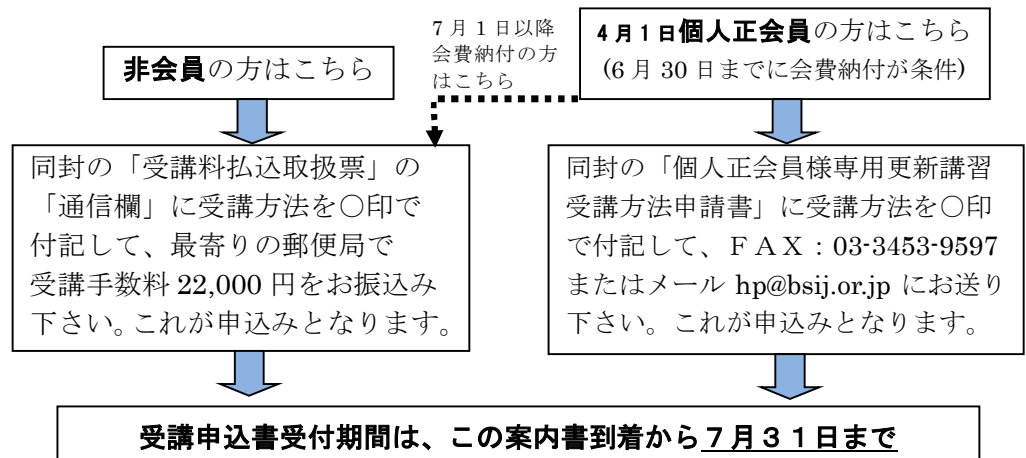 非会員の方はこちら
7月1日以降
会費納付の方
はこちら
4月1日個人正会員の方はこちら
(6月30日までに会費納付が条件)
同封の「受講料払込取扱票」の
「通信欄」に受講方法を○印で
付記して、最寄りの郵便局で
受講手数料 22,000 円をお振込み
下さい。これが申込みとなります。
同封の「個人正会員様専用更新講習
受講方法申請書」に受講方法を○印
で付記して、ＦＡＸ：03-3453-9597
またはメール hp@bsij.or.jp にお送り
下さい。これが申込みとなります。
受講申込書受付期間は、この案内書到着から７月３１日まで